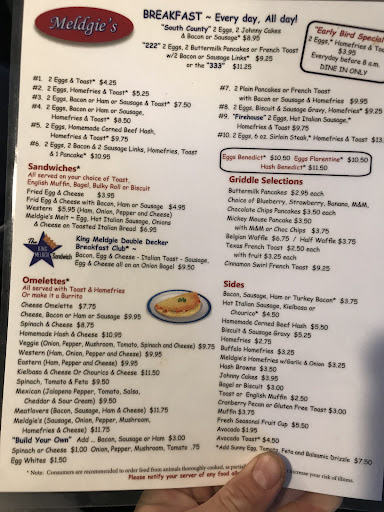 Meldgie's
BREAKFAST ~ Every day, All day!
"South County" 2 Eggs, 2 Johnny Cakes
& Bacon or Sausage* $8.95
"222" 2 Eggs, 2 Buttermilk Pancakes or French Toast
w/2 Bacon or Sausage Links* $9.25
or the "333" $11.25
"Early Bird Special
2 Eggs,* Homefries & To
$3.95
Everyday before 8 a.m.
DINE IN ONLY
#1. 2 Eggs & Toast* $4.25
#2. 2 Eggs, Homefries & Toast* $5.25
#3. 2 Eggs, Bacon or Ham or Sausage & Toast* $7.50
#4. 2 Eggs, Bacon or Ham or Sausage,
Homefries & Toast* $8.50
#5. 2 Eggs, Homemade Corned Beef Hash,
Homefries & Toast* $9.75
#6. 2 Eggs, 2 Bacon & 2 Sausage Links, Homefries, Toast
& 1 Pancake* $10.95
#7. 2 Plain Pancakes or French Toast
with Bacon or Sausage & Homefries $9.95
#8. 2 Eggs, Biscuit & Sausage Gravy, Homefries* $9.25
#9. "Firehouse" 2 Eggs, Hot Italian Sausage,*
Homefries & Toast $9.75
#10. 2 Eggs, 6 oz. Sirloin Steak,* Homefries & Toast $13.
Eggs Benedict* $10.50 Eggs Florentine* $10.50
Hash Benedict* $11.50
Sandwiches*
All served on your choice of Toast,
English Muffin, Bagel, Bulky Roll or Biscuit
Fried Egg & Cheese $3.95
Fried Egg & Cheese with Bacon, Ham or Sausage $4.95
Western $5.95 (Ham, Onion, Pepper and Cheese)
Meldgie's Melt ~ Egg, Hot Italian Sausage, Onions
& Cheese on Toasted Italian Bread $6.95
The
KING
MELDGIE
Sandwich
King Meldgie Double Decker
Breakfast Club* ~
Bacon, Egg & Cheese - Italian Toast - Sausage,
Egg & Cheese all on an Onion Bagel $9.50
Griddle Selections
Buttermilk Pancakes $2.95 each
Choice of Blueberry, Strawberry, Banano, M&M,
Chocolate Chips Pancakes $3.50 each
Mickey Mouse Pancake $3.50
with M&M or Choc Chips $3.75
Belgian Waffle $6.75 / Half Waffle $3.75
Texas French Toast $2.50 each
with fruit $3.25 each
Cinnamon Swirl French Toast $9.25
Omelettes*
All served with Toast & Homefries
Or make it a Burrito
Cheese Omelette $7.75
Cheese, Bacon or Ham or Sausage $9.95
Spinach & Cheese $8.75
Homemade Hash & Cheese $10.95
Veggie (Onion, Pepper, Mushroom, Tomato, Spinach and Cheese) $9.75
Western (Ham, Onion, Pepper and Cheese) $9.95
Eastern (Ham, Pepper and Cheese) $9.50
Kielbasa & Cheese Or Chourico & Cheese $11.50
Spinach, Tomato & Feta $9.50
Mexican (Jalapeno Pepper, Tomato, Salsa,
Cheddar & Sour Cream) $9.50
Meatlovers (Bacon, Sausage, Ham & Cheese) $11.75
Meldgie's (Sausage, Onion, Pepper, Mushroom,
Homefries & Cheese) $11.75
"Build Your Own" Add .. Bacon, Sausage or Ham $3.00
Spinach or Cheese $1.00 Onion, Pepper, Mushroom, Tomato .75
Egg Whites $1.50
Sides
Bacon, Sausage, Ham or Turkey Bacon* $3.75
Hot Italian Sausage, Kielbasa or
Chourico* $4.50
Homemade Corned Beef Hash $5.50
Biscuit & Sausage Gravy $5.25
Homefries $2.75
Buffalo Homefries $3.25
Meldgie's Homefries w/Garlic & Onion $3.25
Hash Browns $3.50
Johnny Cakes $3.95
Bagel or Biscuit $3.00
Toast or English Muffin $2.50
Cranberry Pecan or Gluten Free Toast $3.00
Muffin $3.75
Fresh Seasonal Fruit Cup $5.50
Avocado $1.95
Avocado Toast* $4.50
*Add Sunny Egg, Tomato, Feta and Balsamic Drizzle $7.50
*Note: Consumers are recommended to order food from animals thoroughly cooked, as partial increase your risk of illness.
Please notify your server of any food all